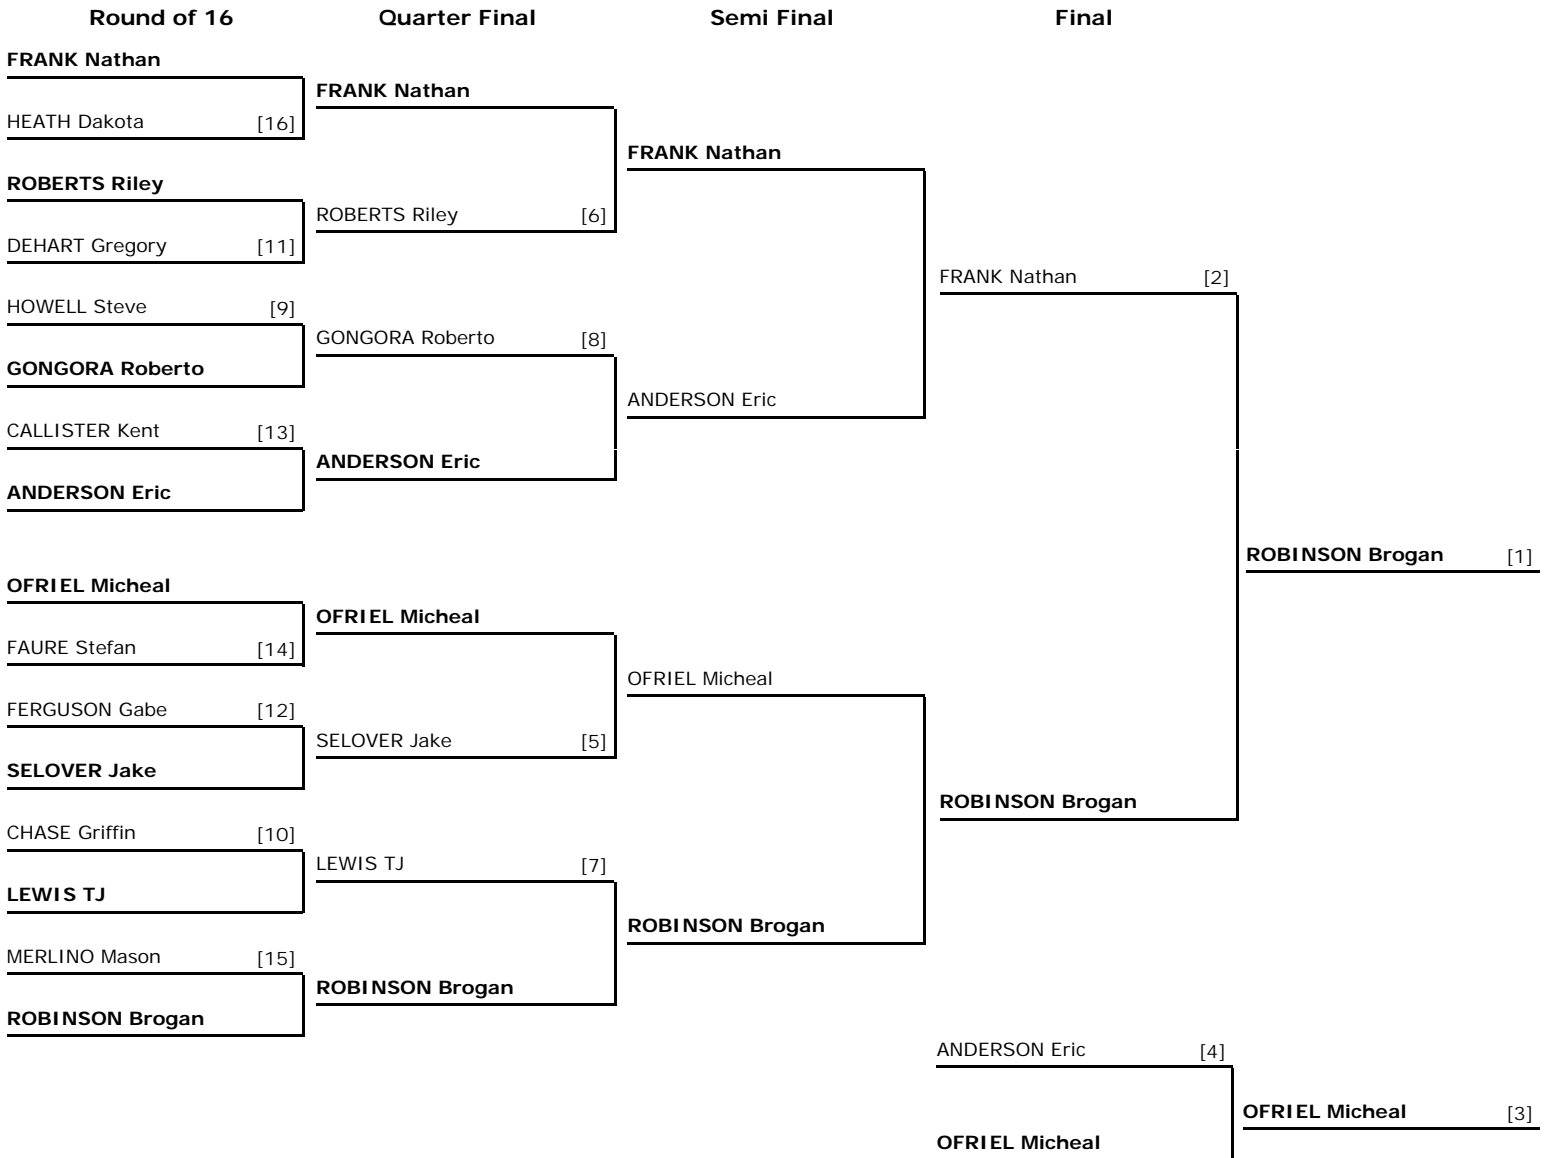 Round of 16 Quarter Final Semi Final Final
FRANK Nathan
HEATH Dakota [16]
ROBERTS Riley
DEHART Gregory [11]
HOWELL Steve [9]
GONGORA Roberto
CALLISTER Kent [13]
ANDERSON Eric
OFRIEL Micheal
FAURE Stefan [14]
FERGUSON Gabe [12]
SELOVER Jake
CHASE Griffin [10]
LEWIS TJ
MERLINO Mason [15]
ROBINSON Brogan
FRANK Nathan
ROBERTS Riley [6]
GONGORA Roberto [8]
ANDERSON Eric
OFRIEL Micheal
SELOVER Jake [5]
LEWIS TJ [7]
ROBINSON Brogan
FRANK Nathan
ANDERSON Eric
OFRIEL Micheal
ROBINSON Brogan
FRANK Nathan [2]
ROBINSON Brogan
ROBINSON Brogan [1]
ANDERSON Eric [4]
OFRIEL Micheal
OFRIEL Micheal [3]